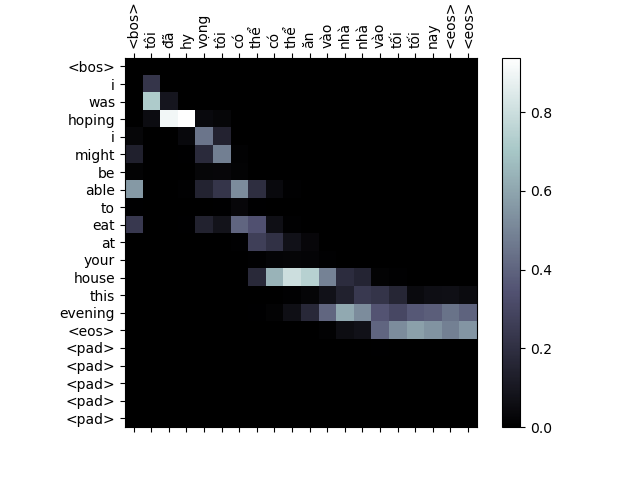 <bos>
tôi
đã
hy
vọng
tôi
có
thể
có
thể
ăn
vào
nhà
nhà
vào
tối
tối
nay
<eos>
<eos>
<bos>
i
was
hoping
i
might
be
able
to
eat
at
your
house
this
evening
<eos>
<pad>
<pad>
<pad>
<pad>
<pad>
0.8
0.6
0.4
0.2
0.0